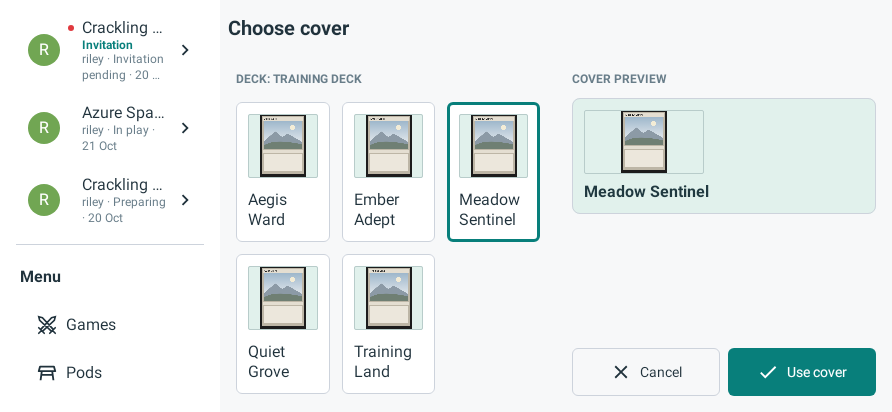 Crackling ...
Invitation
riley · Invitation
pending · 20 ...
R
Azure Spa...
riley · In play ·
21 Oct
R
Crackling ...
riley · Preparing
· 20 Oct
R
Menu
Games
Pods
Choose cover
DECK: TRAINING DECK
Aegis
Ward
Ember
Adept
Meadow
Sentinel
Quiet
Grove
Training
Land
COVER PREVIEW
Meadow Sentinel
Cancel
Use cover